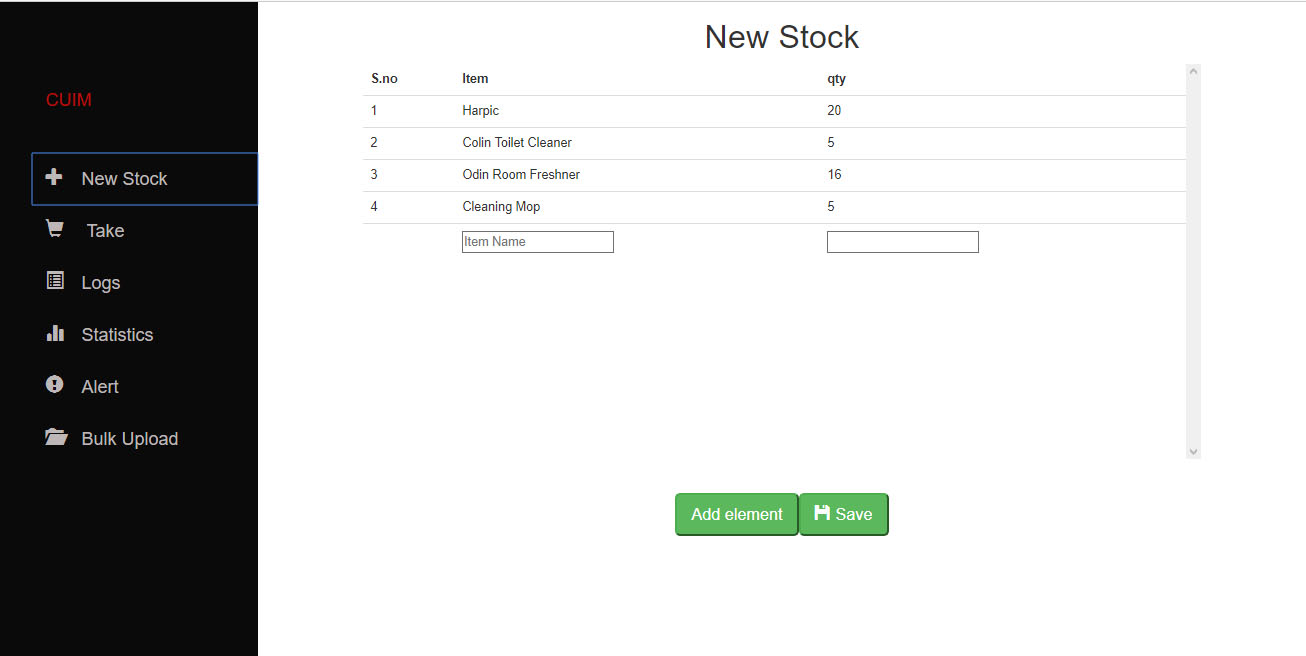 New Stock
CUIM
New Stock
Take
Logs
Statistics
Alert
Bulk Upload
S.no Item qty
1 Harpic 20
2 Colin Toilet Cleaner 5
3 Odin Room Freshner 16
4 Cleaning Mop 5
Item Name
Add element Save